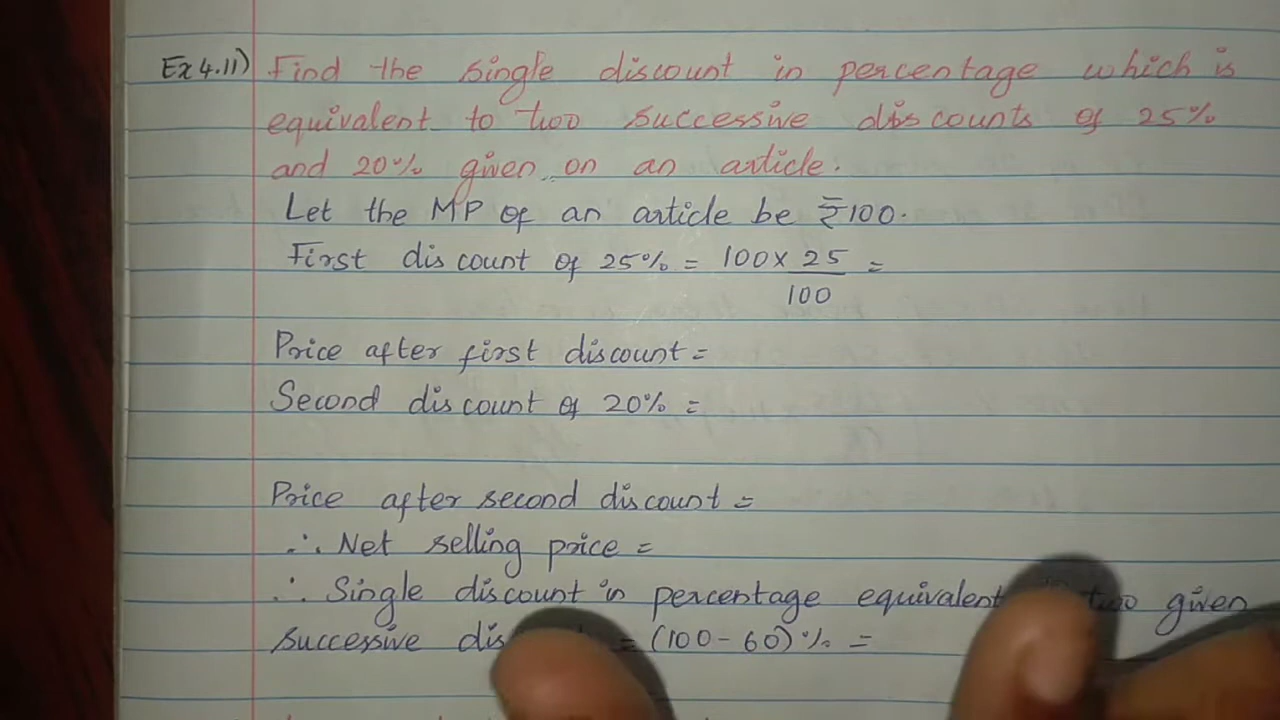 Ex 4.11) Find the single discount in percentage which is
equivalent to two successive discounts of 25%
and 20% given on an article.
Let the MP of an article be ₹100.
First discount of 25% = 100 × 25 =
100
Price after first discount =
Second discount of 20% =
Price after second discount =
∴ Net selling price =
∴ Single discount in percentage equivalent two given
successive = (100 - 60)% =